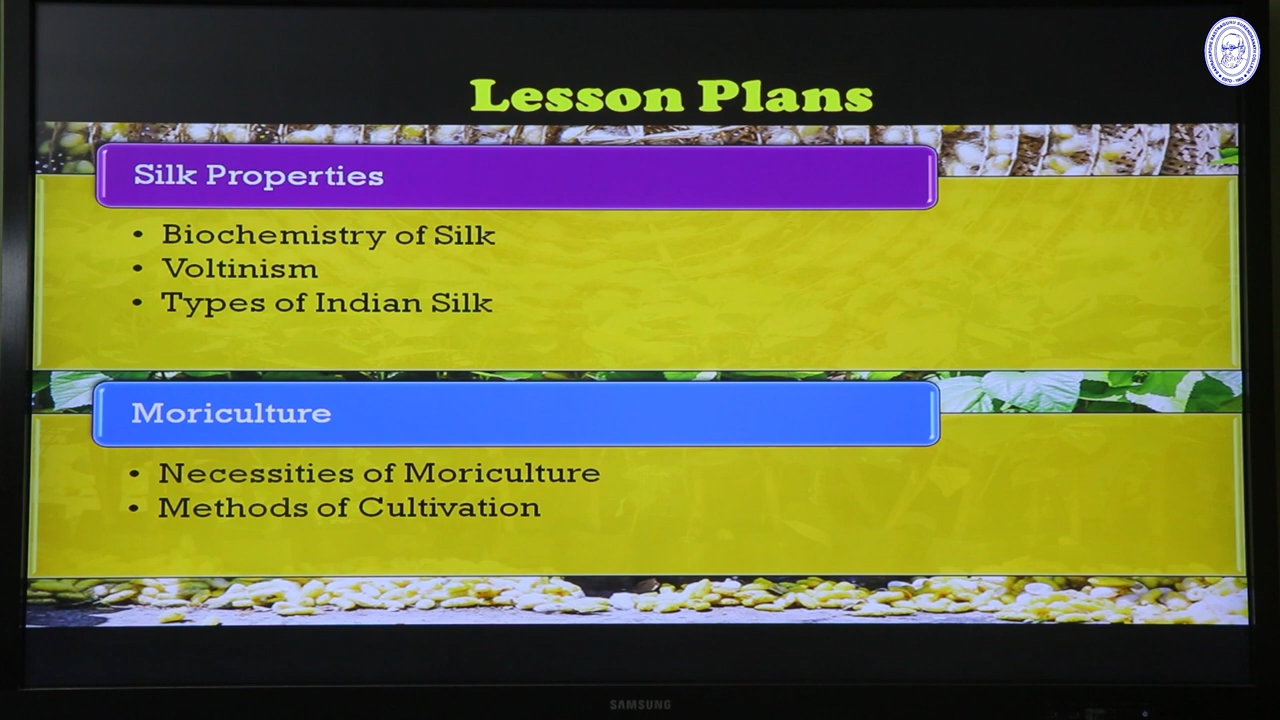 Lesson Plans
Silk Properties
• Biochemistry of Silk
• Voltinism
• Types of Indian Silk
Moriculture
• Necessities of Moriculture
• Methods of Cultivation
SAMSUNG